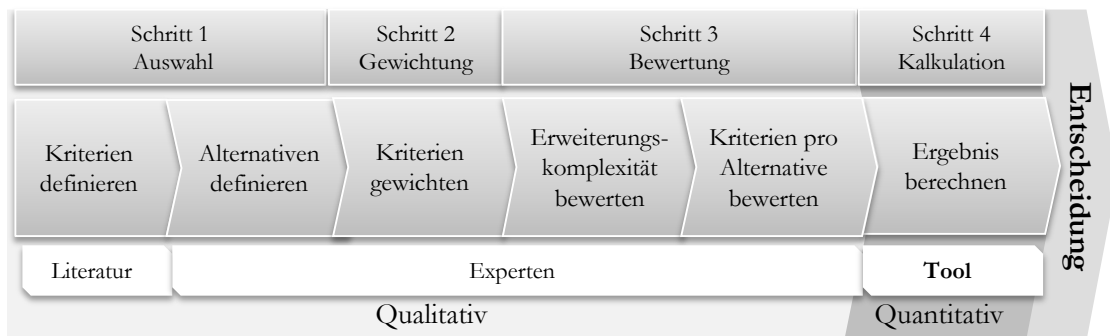 Schritt 1
Auswahl
Schritt 2
Gewichtung
Schritt 3
Bewertung
Schritt 4
Kalkulation
Kriterien
definieren
Alternativen
definieren
Kriterien
gewichten
Erweiterungs-
komplexität
bewerten
Kriterien pro
Alternative
bewerten
Ergebnis
berechnen
Entscheidung
Literatur
Experten
Tool
Qualitativ
Quantitativ